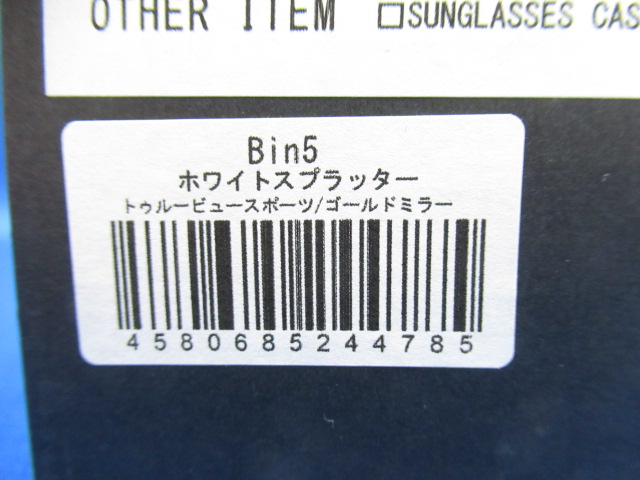 OTHER ITEM □SUNGLASSES CAS
Bin5
ホワイトスプラッター
トゥルービュースポーツ/ゴールドミラー
4580685244785